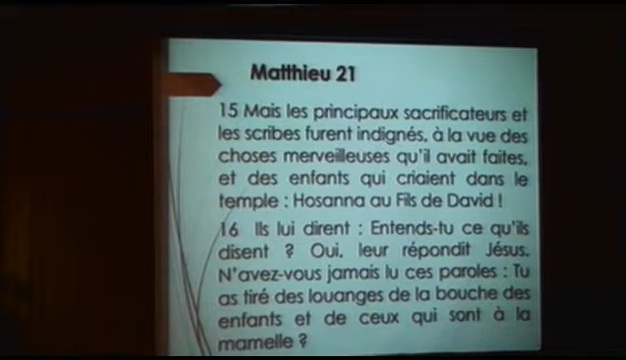 Matthieu 21
15 Mais les principaux sacrificateurs et
les scribes furent indignés, à la vue des
choses merveilleuses qu'il avait faites,
et des enfants qui criaient dans le
temple : Hosanna au Fils de David !
16 Ils lui dirent : Entends-tu ce qu'ils
disent ? Oui, leur répondit Jésus.
N'avez-vous jamais lu ces paroles : Tu
as tiré des louanges de la bouche des
enfants et de ceux qui sont à la
mamelle ?